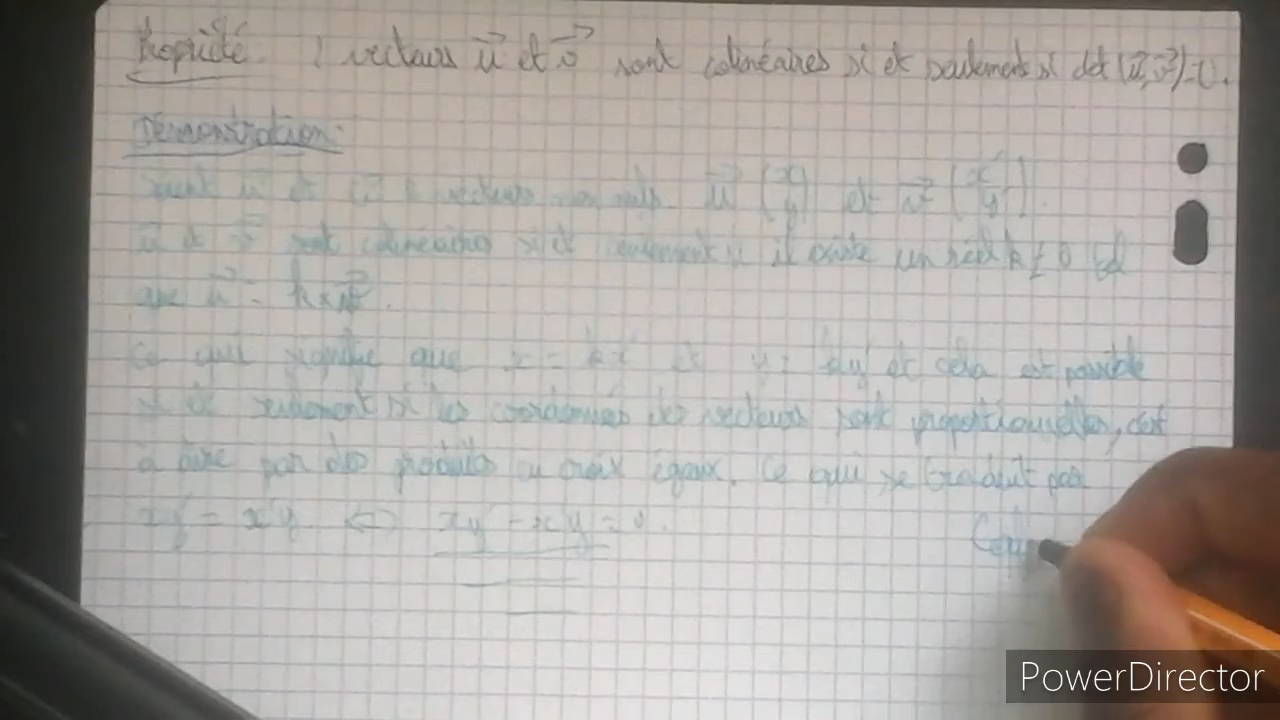 Propriété: 2 vecteurs u→ et v→ sont colinéaires si et seulement si det(u→,v→)=0.
Démonstration:
Soient u→ et v→ 2 vecteurs non nuls. u→ (x y) et v→ (x' y').
u→ et v→ sont colinéaires si et seulement si il existe un réel k ≠ 0 tel
que u→ = k×v→.
Ce qui signifie que x = kx' et y = ky' et cela est possible
si et seulement si les coordonnées des vecteurs sont proportionnelles, c'est
à dire par des produits en croix égaux. Ce qui se traduit par
xy' = x'y ⇔ xy' - x'y = 0.
PowerDirector